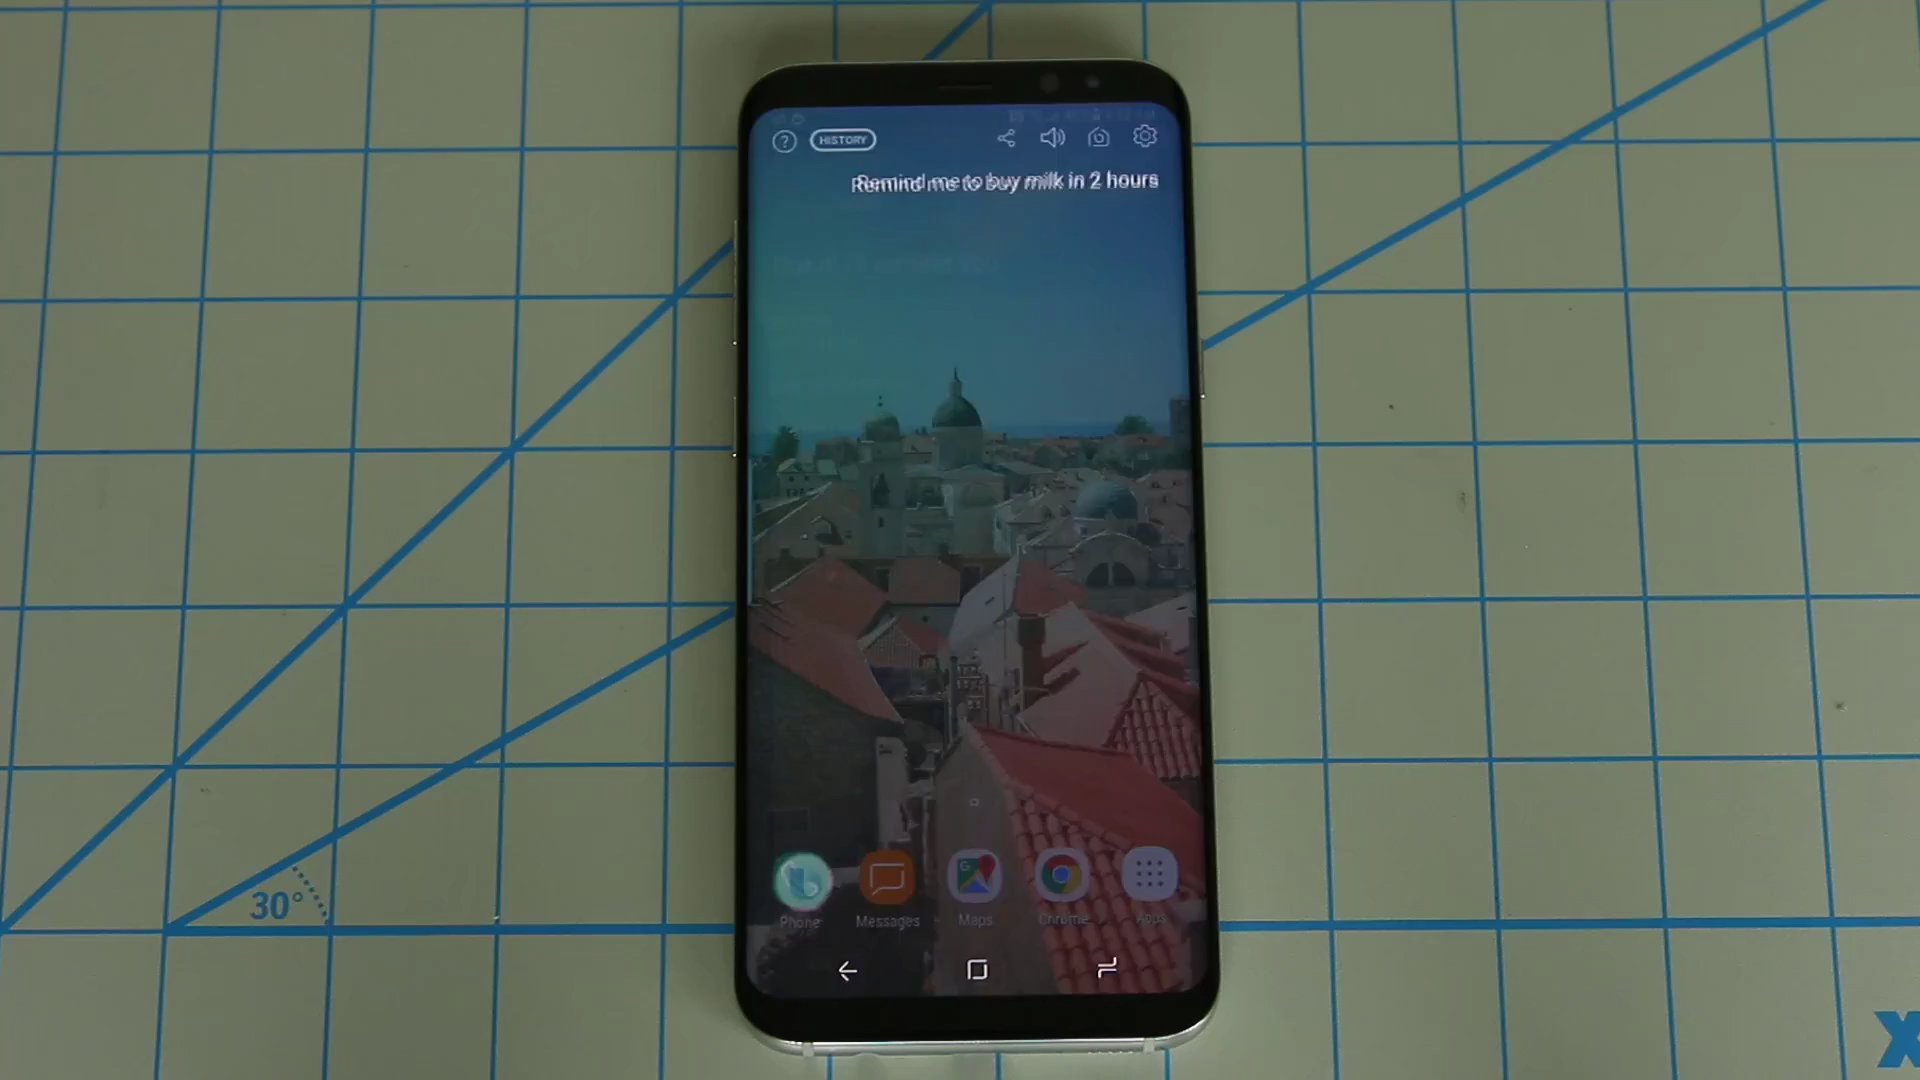 ? HISTORY
Remind me to buy milk in 2 hours
Phone Messages Maps Chrome Apps
30°
X